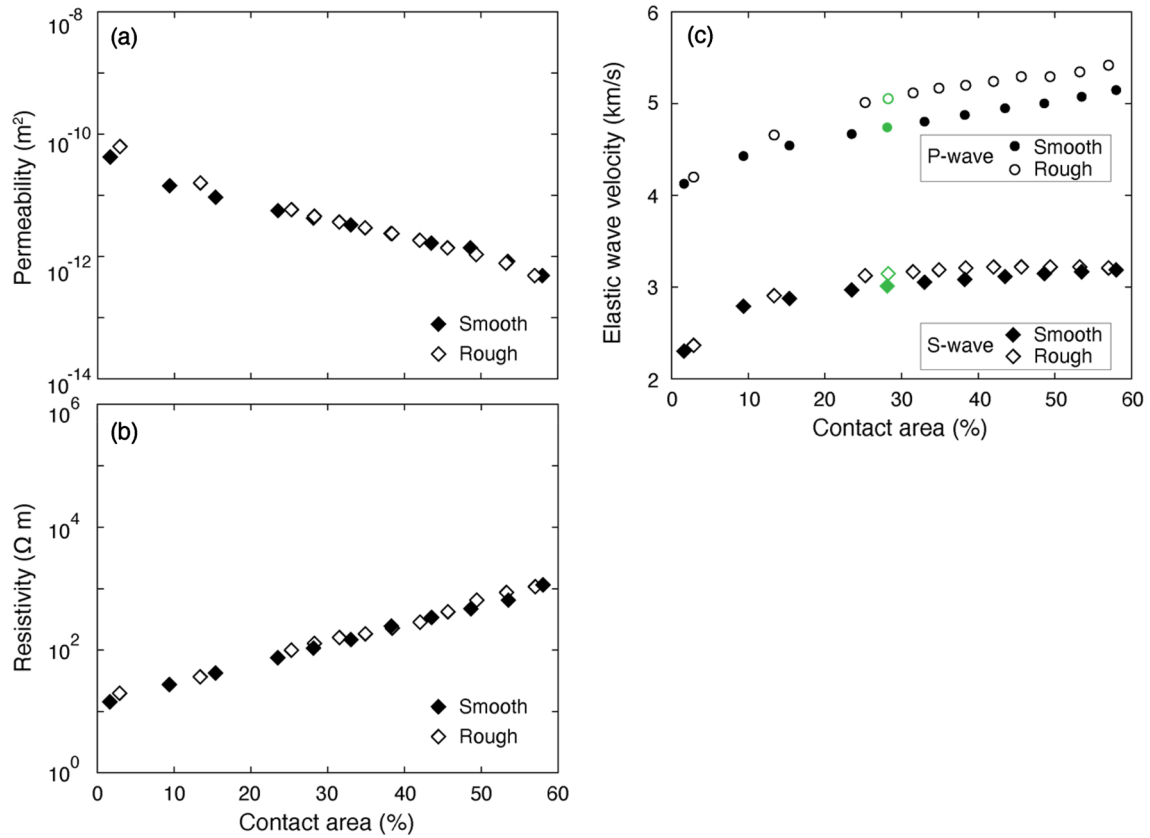 (a)
10⁻⁸
10⁻¹⁰
10⁻¹²
10⁻¹⁴
Permeability (m²)
Smooth
Rough
(b)
10⁶
10⁴
10²
10⁰
Resistivity (Ω m)
Smooth
Rough
0 10 20 30 40 50 60
Contact area (%)
(c)
6
5
4
3
2
Elastic wave velocity (km/s)
P-wave
Smooth
Rough
S-wave
Smooth
Rough
0 10 20 30 40 50 60
Contact area (%)